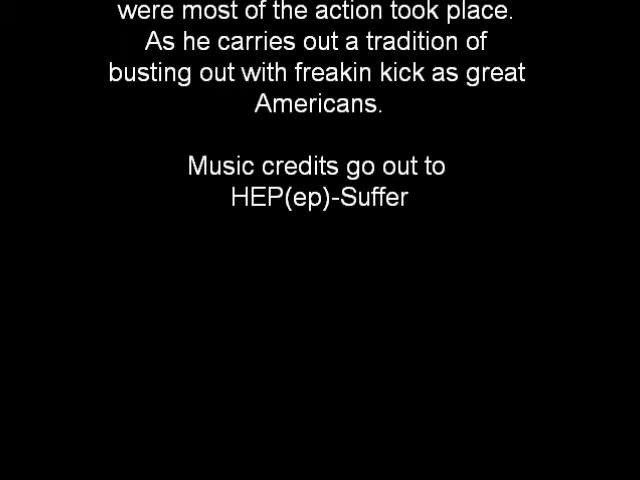 were most of the action took place.
As he carries out a tradition of
busting out with freakin kick as great
Americans.
Music credits go out to
HEP(ep)-Suffer